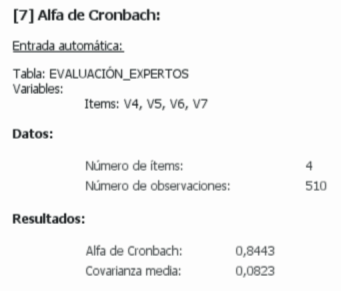 [7] Alfa de Cronbach:
Entrada automática:
Tabla: EVALUACIÓN_EXPERTOS
Variables:
Items: V4, V5, V6, V7
Datos:
Número de ítems: 4
Número de observaciones: 510
Resultados:
Alfa de Cronbach: 0,8443
Covarianza media: 0,0823